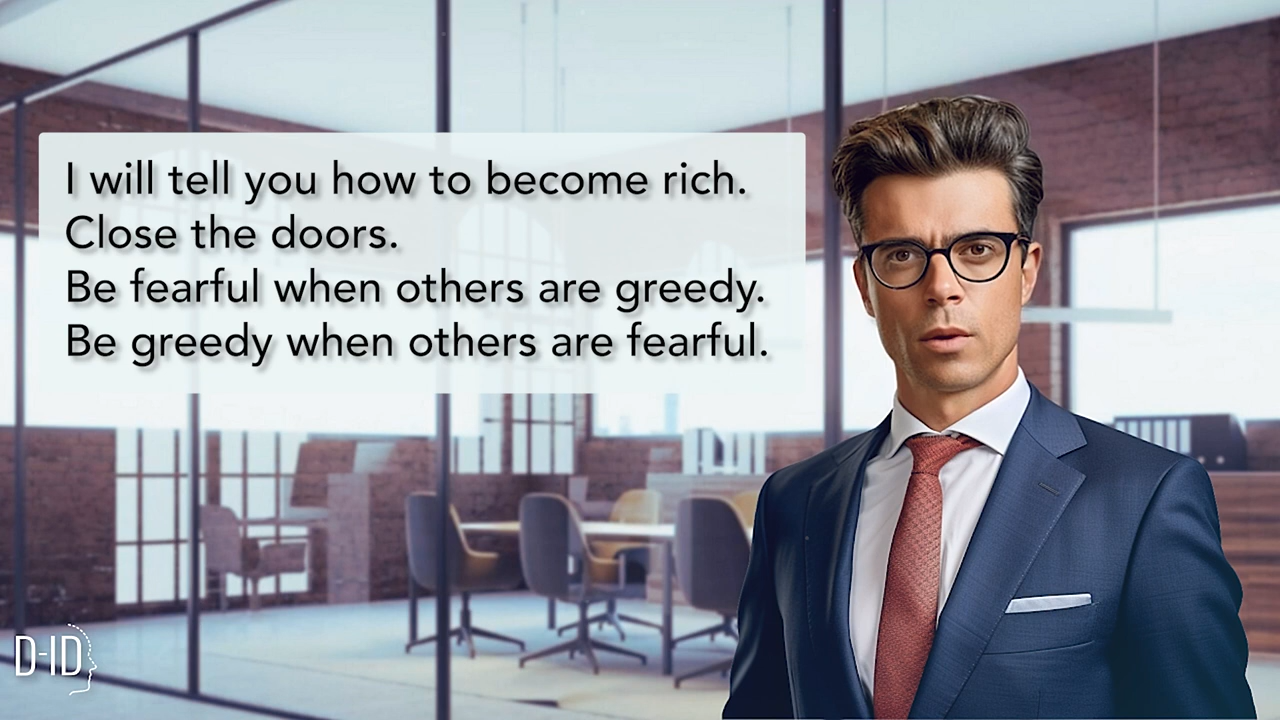 I will tell you how to become rich.
Close the doors.
Be fearful when others are greedy.
Be greedy when others are fearful.
D-ID